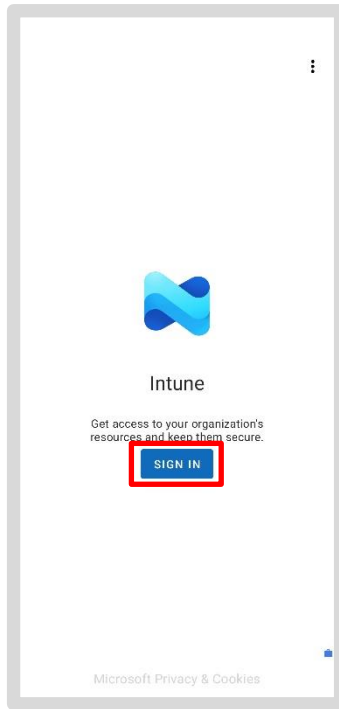 Intune
Get access to your organization's
resources and keep them secure.
SIGN IN
Microsoft Privacy & Cookies